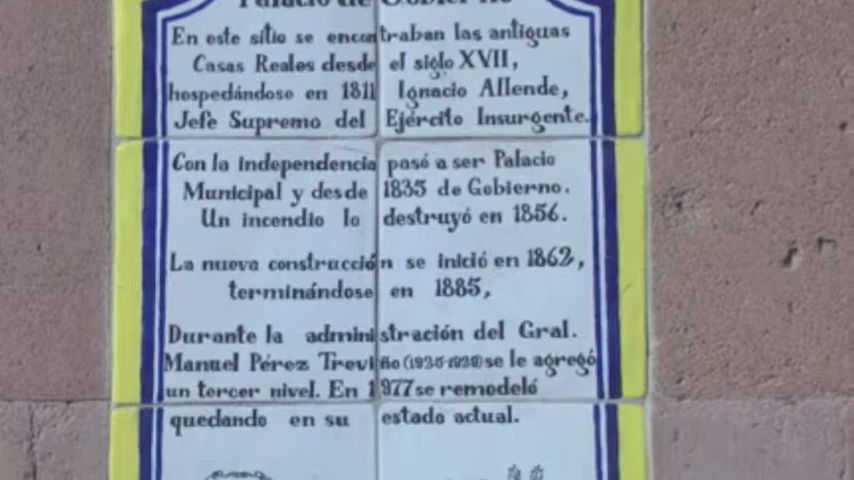 Palacio de Gobierno
En este sitio se encontraban las antiguas
Casas Reales desde el siglo XVII,
hospedándose en 1811 Ignacio Allende,
Jefe Supremo del Ejército Insurgente.
Con la independencia pasó a ser Palacio
Municipal y desde 1835 de Gobierno.
Un incendio lo destruyó en 1856.
La nueva construcción se inició en 1862,
terminándose en 1885,
Durante la administración del Gral.
Manuel Pérez Treviño se le agregó
un tercer nivel. En 1977 se remodeló
quedando en su estado actual.